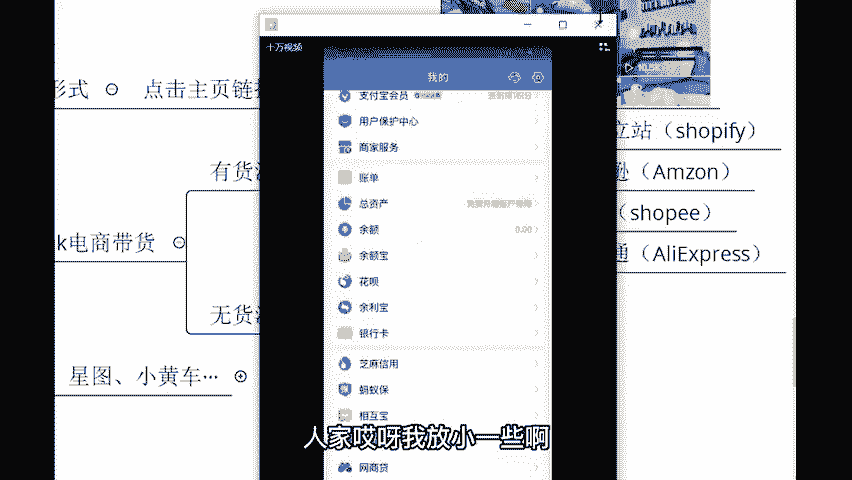 十万视频
我的
形式
点击主页链
支付宝会员
用户保护中心
商家服务
立站（shopify）
有货
账单
（Amzon）
总资产
（shopee）
余额
0.00
k电商带货
通（AliExpress）
余额宝
花呗
余利宝
无货
银行卡
芝麻信用
星图、小黄车…
蚂蚁保
相互宝
人家哎呀我放小一些啊
网商贷